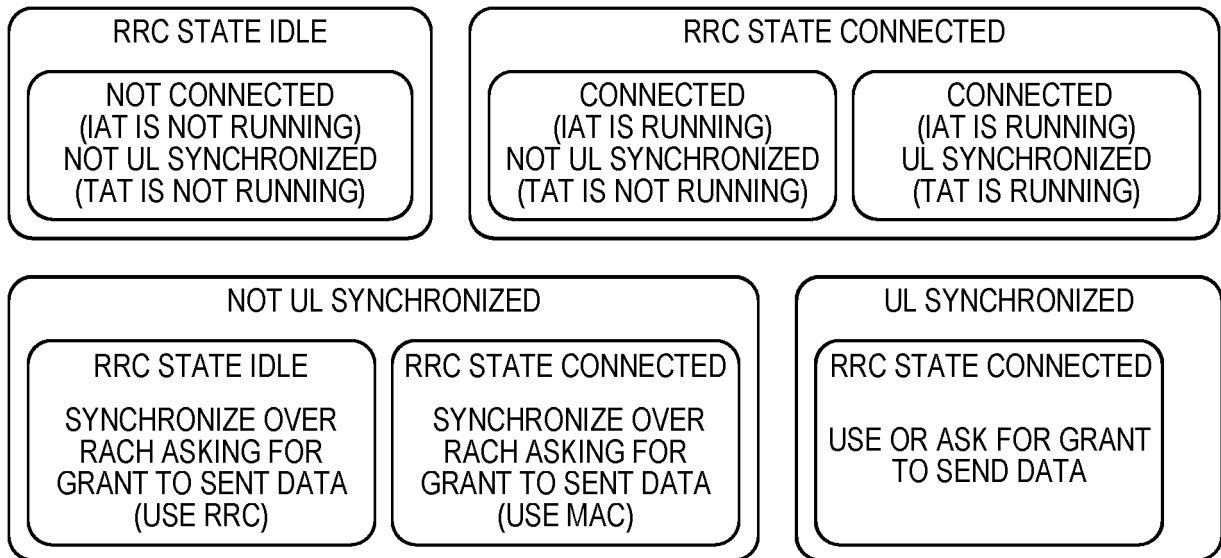 RRC STATE IDLE
NOT CONNECTED
(IAT IS NOT RUNNING)
NOT UL SYNCHRONIZED
(TAT IS NOT RUNNING)
RRC STATE CONNECTED
CONNECTED
(IAT IS RUNNING)
NOT UL SYNCHRONIZED
(TAT IS NOT RUNNING)
CONNECTED
(IAT IS RUNNING)
UL SYNCHRONIZED
(TAT IS RUNNING)
NOT UL SYNCHRONIZED
RRC STATE IDLE
SYNCHRONIZE OVER
RACH ASKING FOR
GRANT TO SENT DATA
(USE RRC)
RRC STATE CONNECTED
SYNCHRONIZE OVER
RACH ASKING FOR
GRANT TO SENT DATA
(USE MAC)
UL SYNCHRONIZED
RRC STATE CONNECTED
USE OR ASK FOR GRANT
TO SEND DATA